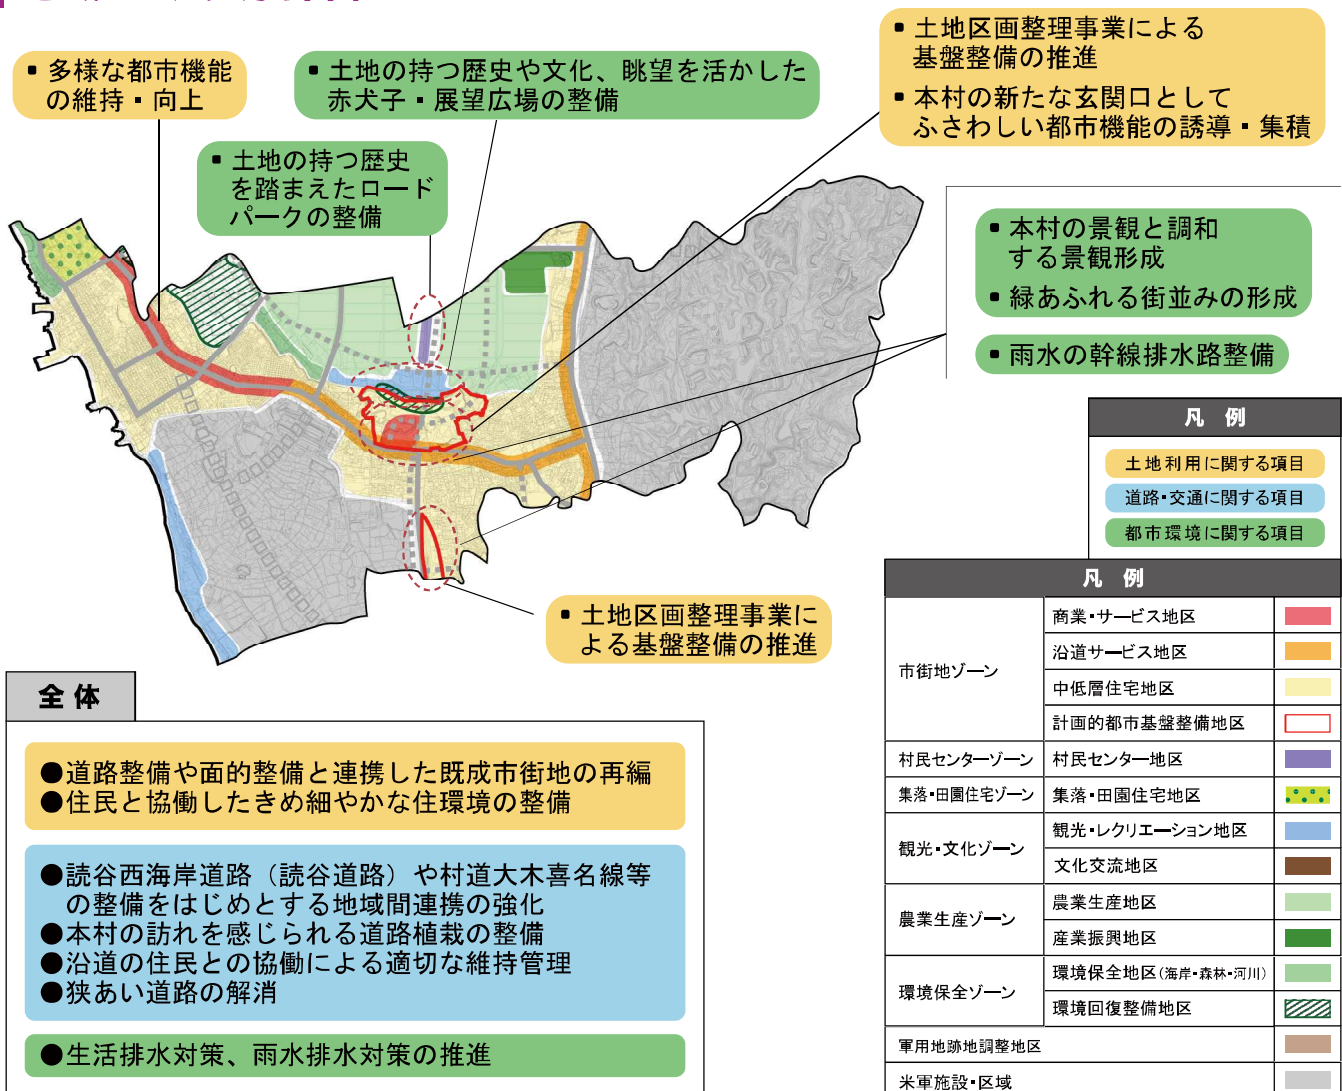 ■ 多様な都市機能
の維持・向上
■ 土地の持つ歴史や文化、眺望を活かした
赤犬子・展望広場の整備
■ 土地の持つ歴史
を踏まえたロード
パークの整備
■ 土地区画整理事業による
基盤整備の推進
■ 本村の新たな玄関口として
ふさわしい都市機能の誘導・集積
■ 本村の景観と調和
する景観形成
■ 緑あふれる街並みの形成
■ 雨水の幹線排水路整備
■ 土地区画整理事業に
よる基盤整備の推進
凡 例
土地利用に関する項目
道路・交通に関する項目
都市環境に関する項目
凡 例
市街地ゾーン
商業・サービス地区
沿道サービス地区
中低層住宅地区
計画的都市基盤整備地区
村民センターゾーン 村民センター地区
集落・田園住宅ゾーン 集落・田園住宅地区
観光・文化ゾーン
観光・レクリエーション地区
文化交流地区
農業生産ゾーン
農業生産地区
産業振興地区
環境保全ゾーン
環境保全地区(海岸・森林・河川)
環境回復整備地区
軍用地跡地調整地区
米軍施設・区域
全体
●道路整備や面的整備と連携した既成市街地の再編
●住民と協働したきめ細やかな住環境の整備
●読谷西海岸道路（読谷道路）や村道大木喜名線等
の整備をはじめとする地域間連携の強化
●本村の訪れを感じられる道路植栽の整備
●沿道の住民との協働による適切な維持管理
●狭あい道路の解消
●生活排水対策、雨水排水対策の推進